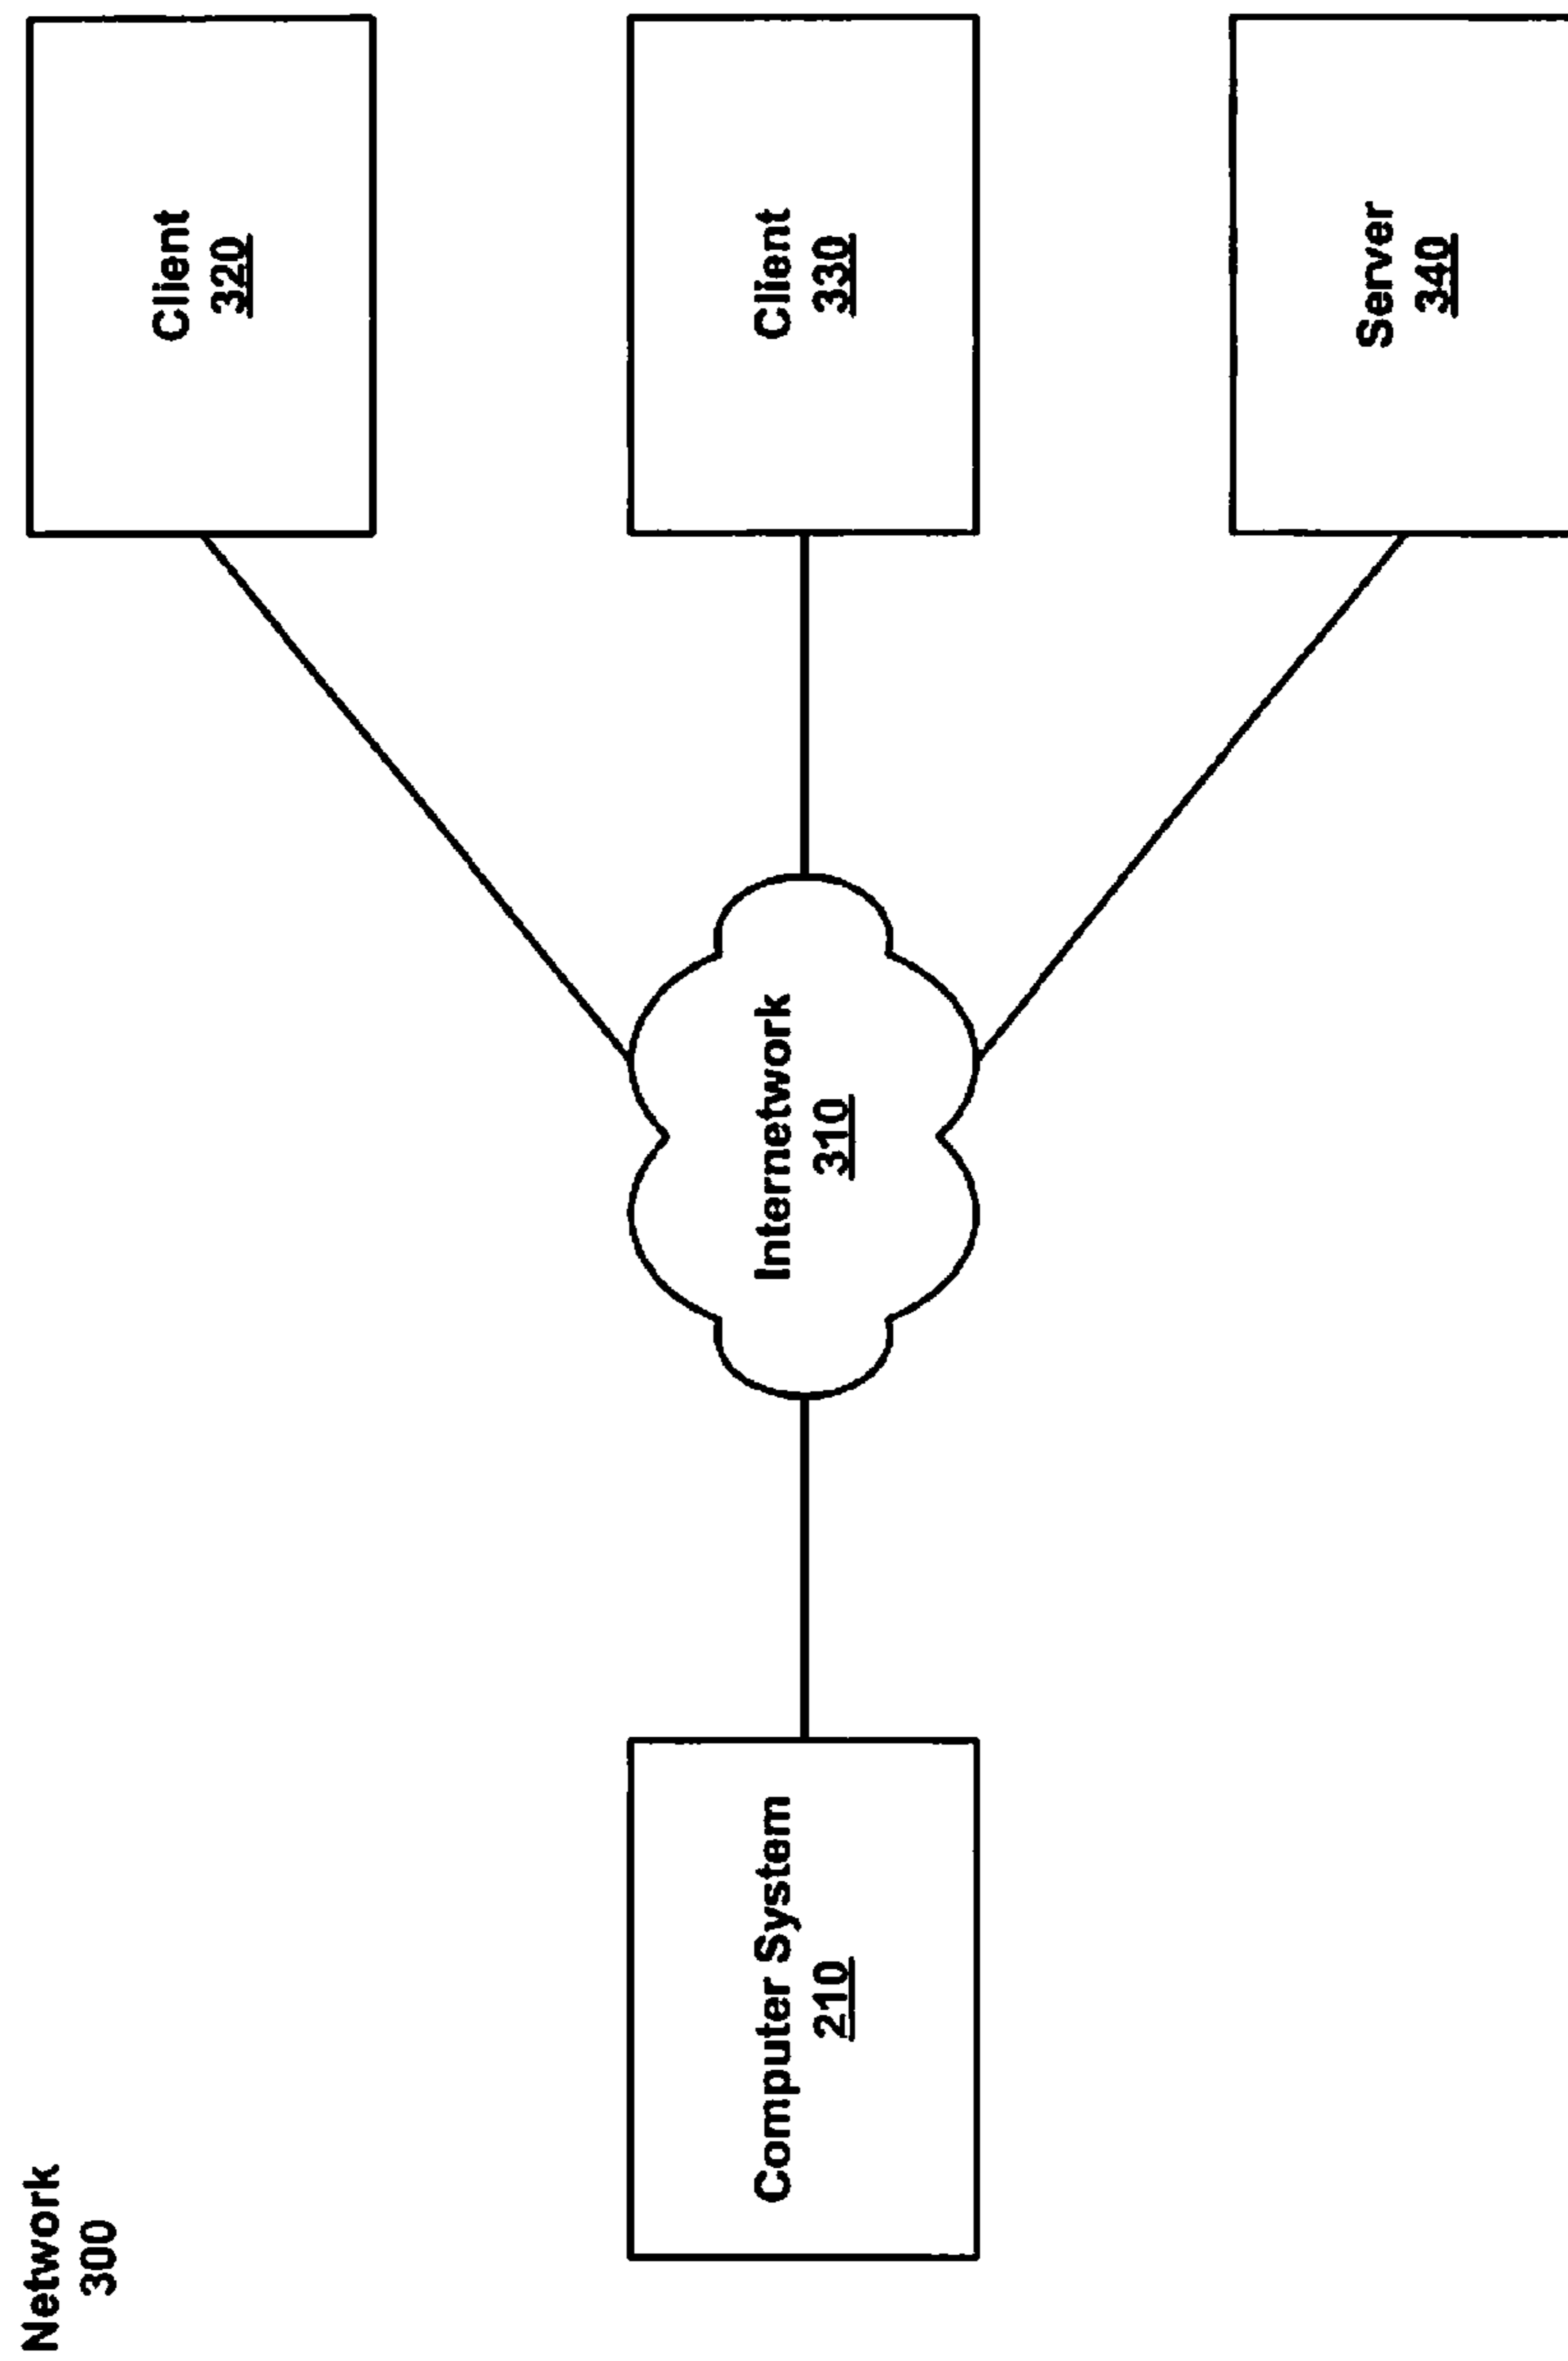 Network
300
Client
320
Computer System
210
Internetwork
310
Client
330
Server
340